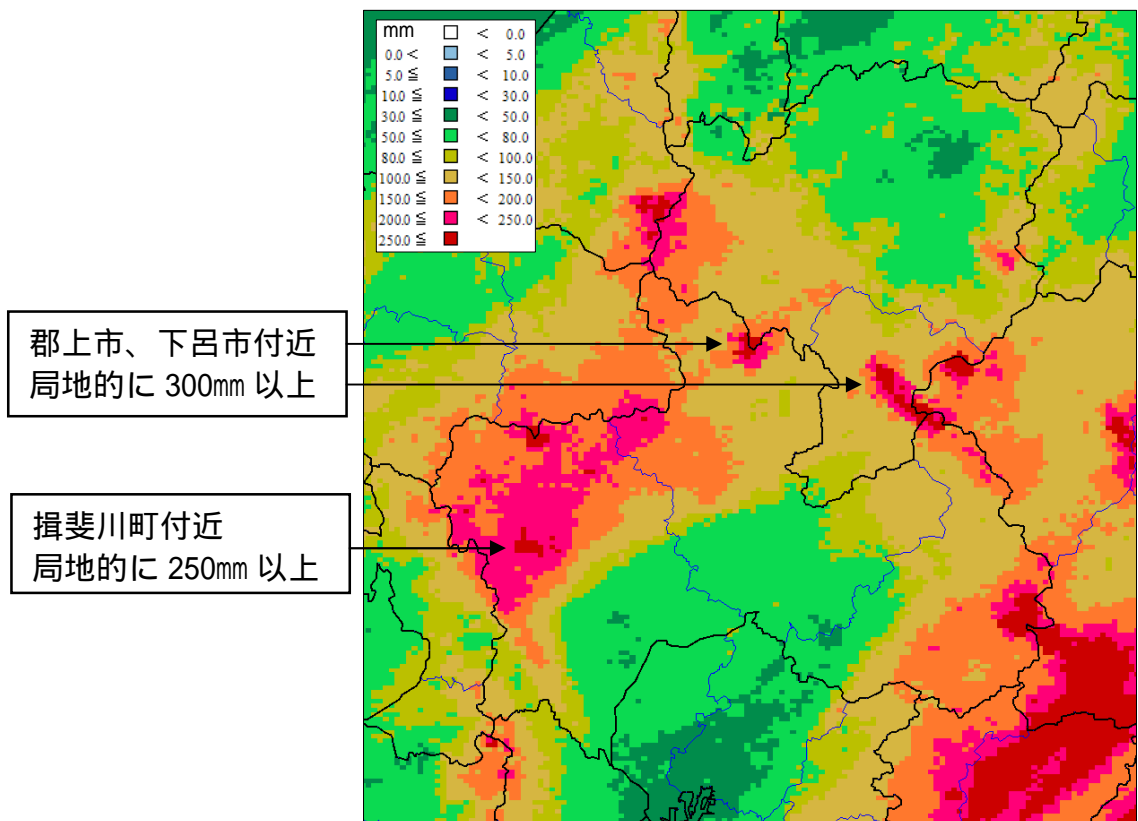 mm < 0.0
0.0 < < 5.0
5.0 ≦ < 10.0
10.0 ≦ < 30.0
30.0 ≦ < 50.0
50.0 ≦ < 80.0
80.0 ≦ < 100.0
100.0 ≦ < 150.0
150.0 ≦ < 200.0
200.0 ≦ < 250.0
250.0 ≦
郡上市、下呂市付近
局地的に 300㎜ 以上
揖斐川町付近
局地的に 250㎜ 以上